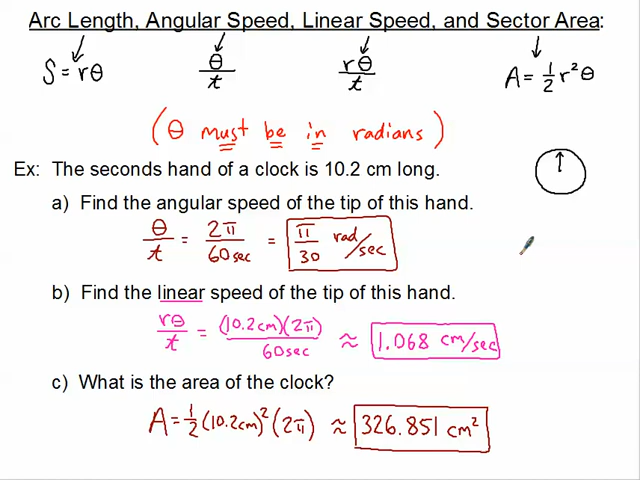 Arc Length, Angular Speed, Linear Speed, and Sector Area:
S = rθ θ/t rθ/t A = 1/2 r²θ
(θ must be in radians)
Ex: The seconds hand of a clock is 10.2 cm long.
a) Find the angular speed of the tip of this hand.
θ/t = 2π/60sec = π/30 rad/sec
b) Find the linear speed of the tip of this hand.
rθ/t = (10.2cm)(2π)/60sec ≈ 1.068 cm/sec
c) What is the area of the clock?
A = 1/2 (10.2cm)² (2π) ≈ 326.851 cm²